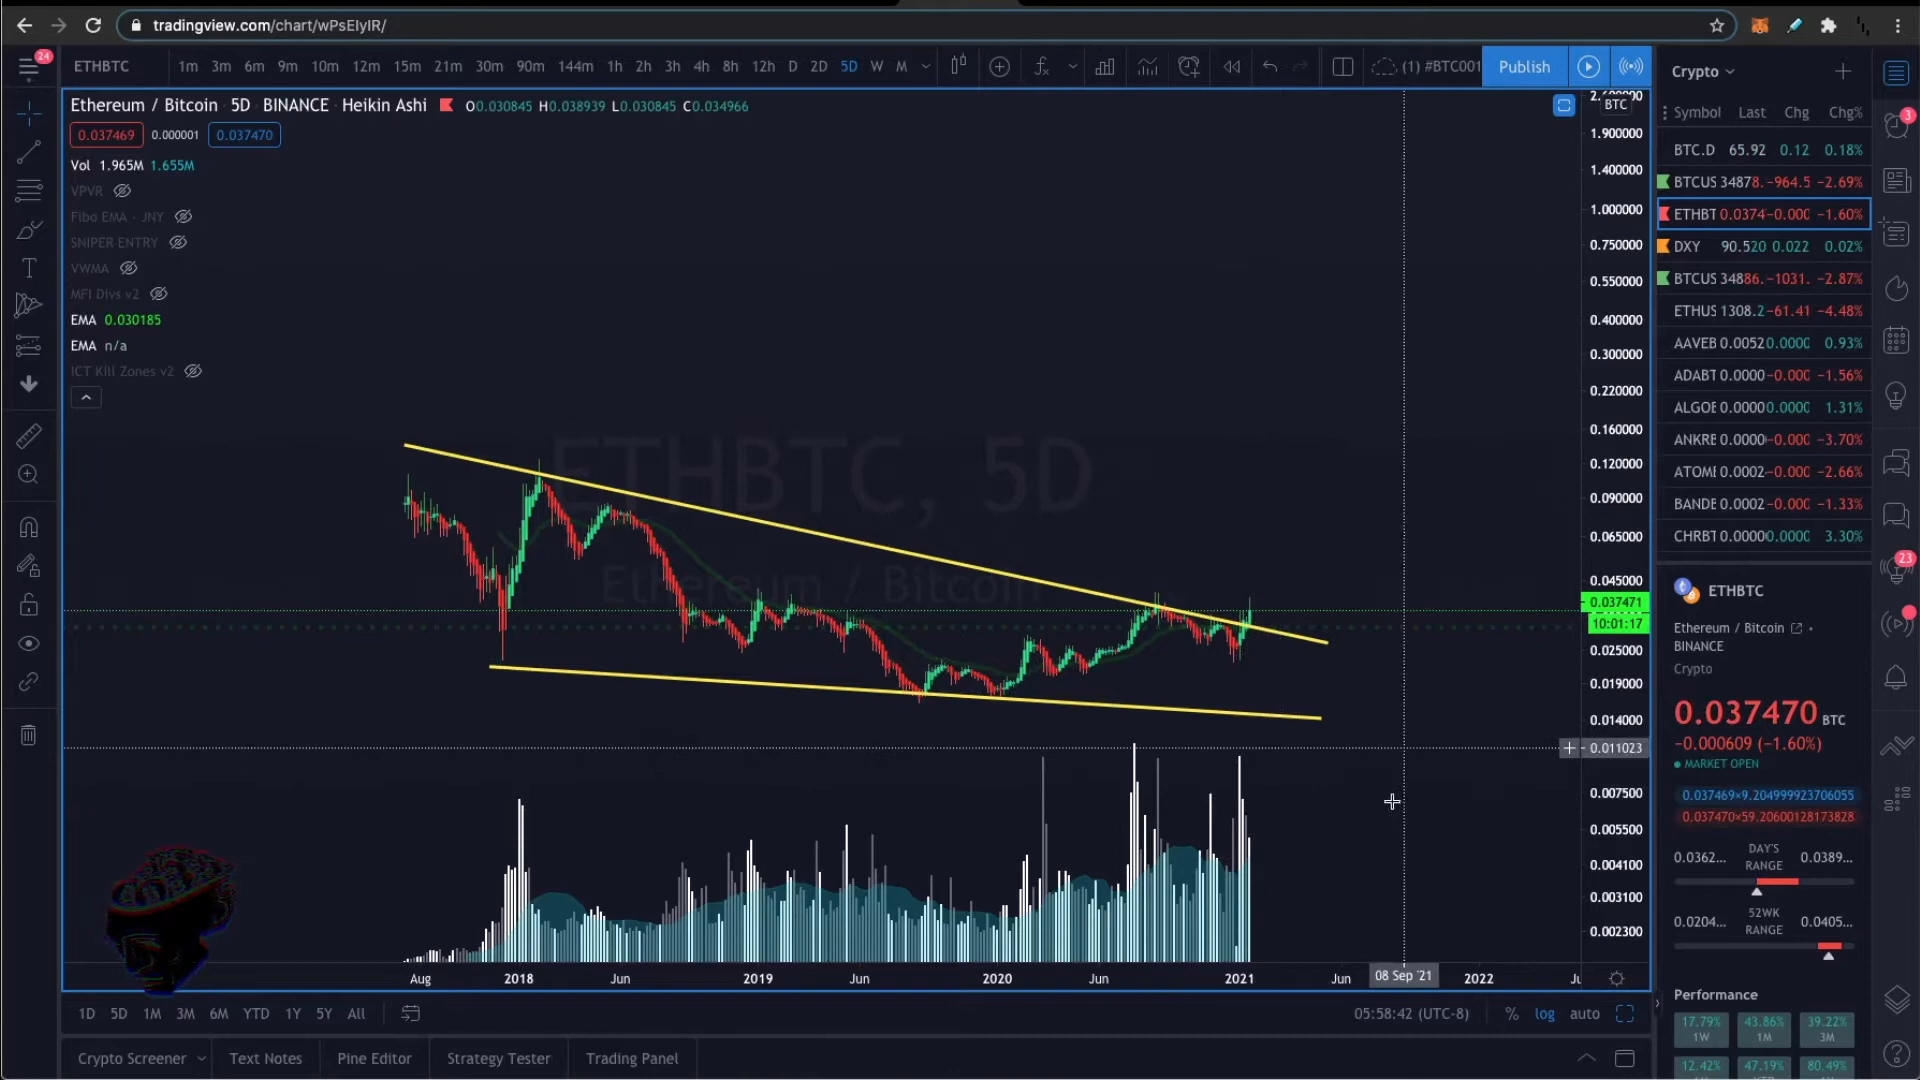 tradingview.com/chart/wPsEIyIR/
24
ETHBTC 1m 3m 6m 9m 10m 12m 15m 21m 30m 90m 144m 1h 2h 3h 4h 8h 12h D 2D 5D W M (1) #BTC001 Publish
Ethereum / Bitcoin 5D BINANCE Heikin Ashi O0.030845 H0.038939 L0.030845 C0.034966
0.037469 0.000001 0.037470
Vol 1.965M 1.655M
VPVR
Fibo EMA - JNY
SNIPER ENTRY
VWMA
MFI Divs v2
EMA 0.030185
EMA n/a
ICT Kill Zones v2
ETHBTC, 5D
Ethereum / Bitcoin
BTC
1.900000
1.400000
1.000000
0.750000
0.550000
0.400000
0.300000
0.220000
0.160000
0.120000
0.090000
0.065000
0.045000
0.037471
10:01:17
0.025000
0.019000
0.014000
0.011023
0.007500
0.005500
0.004100
0.003100
0.002300
Aug 2018 Jun 2019 Jun 2020 Jun 2021 Jun 08 Sep '21 2022
1D 5D 1M 3M 6M YTD 1Y 5Y All 05:58:42 (UTC-8) % log auto
Crypto Screener Text Notes Pine Editor Strategy Tester Trading Panel
Crypto
Symbol Last Chg Chg%
BTC.D 65.92 0.12 0.18%
BTCUS 34878. -964.5 -2.69%
ETHBT 0.0374 -0.000 -1.60%
DXY 90.520 0.022 0.02%
BTCUS 34886. -1031. -2.87%
ETHUS 1308.2 -61.41 -4.48%
AAVEB 0.0052 0.0000 0.93%
ADABT 0.0000 -0.000 -1.56%
ALGOE 0.0000 0.0000 1.31%
ANKRE 0.0000 -0.000 -3.70%
ATOME 0.0002 -0.000 -2.66%
BANDE 0.0002 -0.000 -1.33%
CHRBT 0.0000 0.0000 3.30%
ETHBTC
Ethereum / Bitcoin
BINANCE
Crypto
0.037470 BTC
-0.000609 (-1.60%)
MARKET OPEN
0.037469×9.204999923706055
0.037470×59.20600128173828
0.0362... DAY'S RANGE 0.0389...
0.0204... 52WK RANGE 0.0405...
Performance
17.79% 43.86% 39.22%
1W 1M 3M
12.42% 47.19% 80.49%
3
23